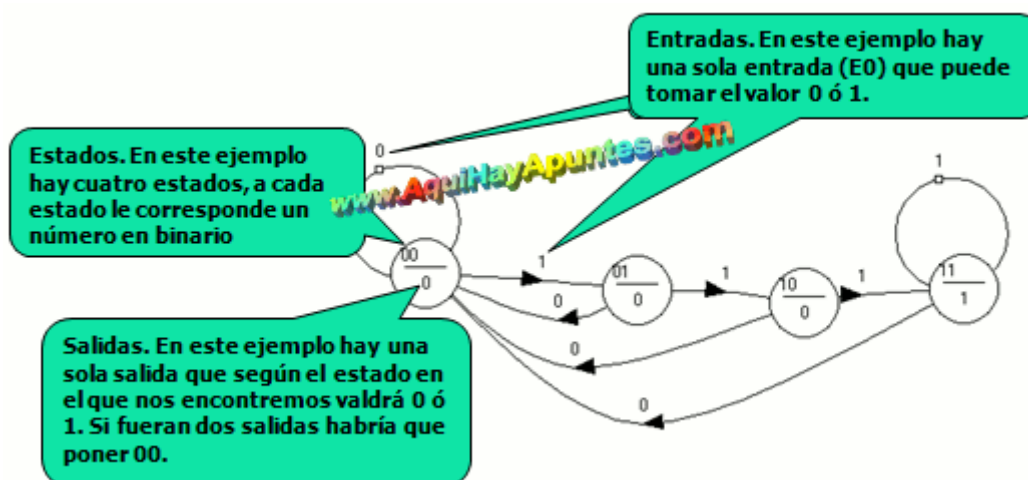 Entradas. En este ejemplo hay
una sola entrada (E0) que puede
tomar el valor 0 ó 1.
Estados. En este ejemplo
hay cuatro estados, a cada
estado le corresponde un
número en binario
www.AquiHayApuntes.com
0
1
00
0
1
01
0
1
10
0
1
11
1
0
0
0
Salidas. En este ejemplo hay una
sola salida que según el estado en
el que nos encontremos valdrá 0 ó
1. Si fueran dos salidas habría que
poner 00.